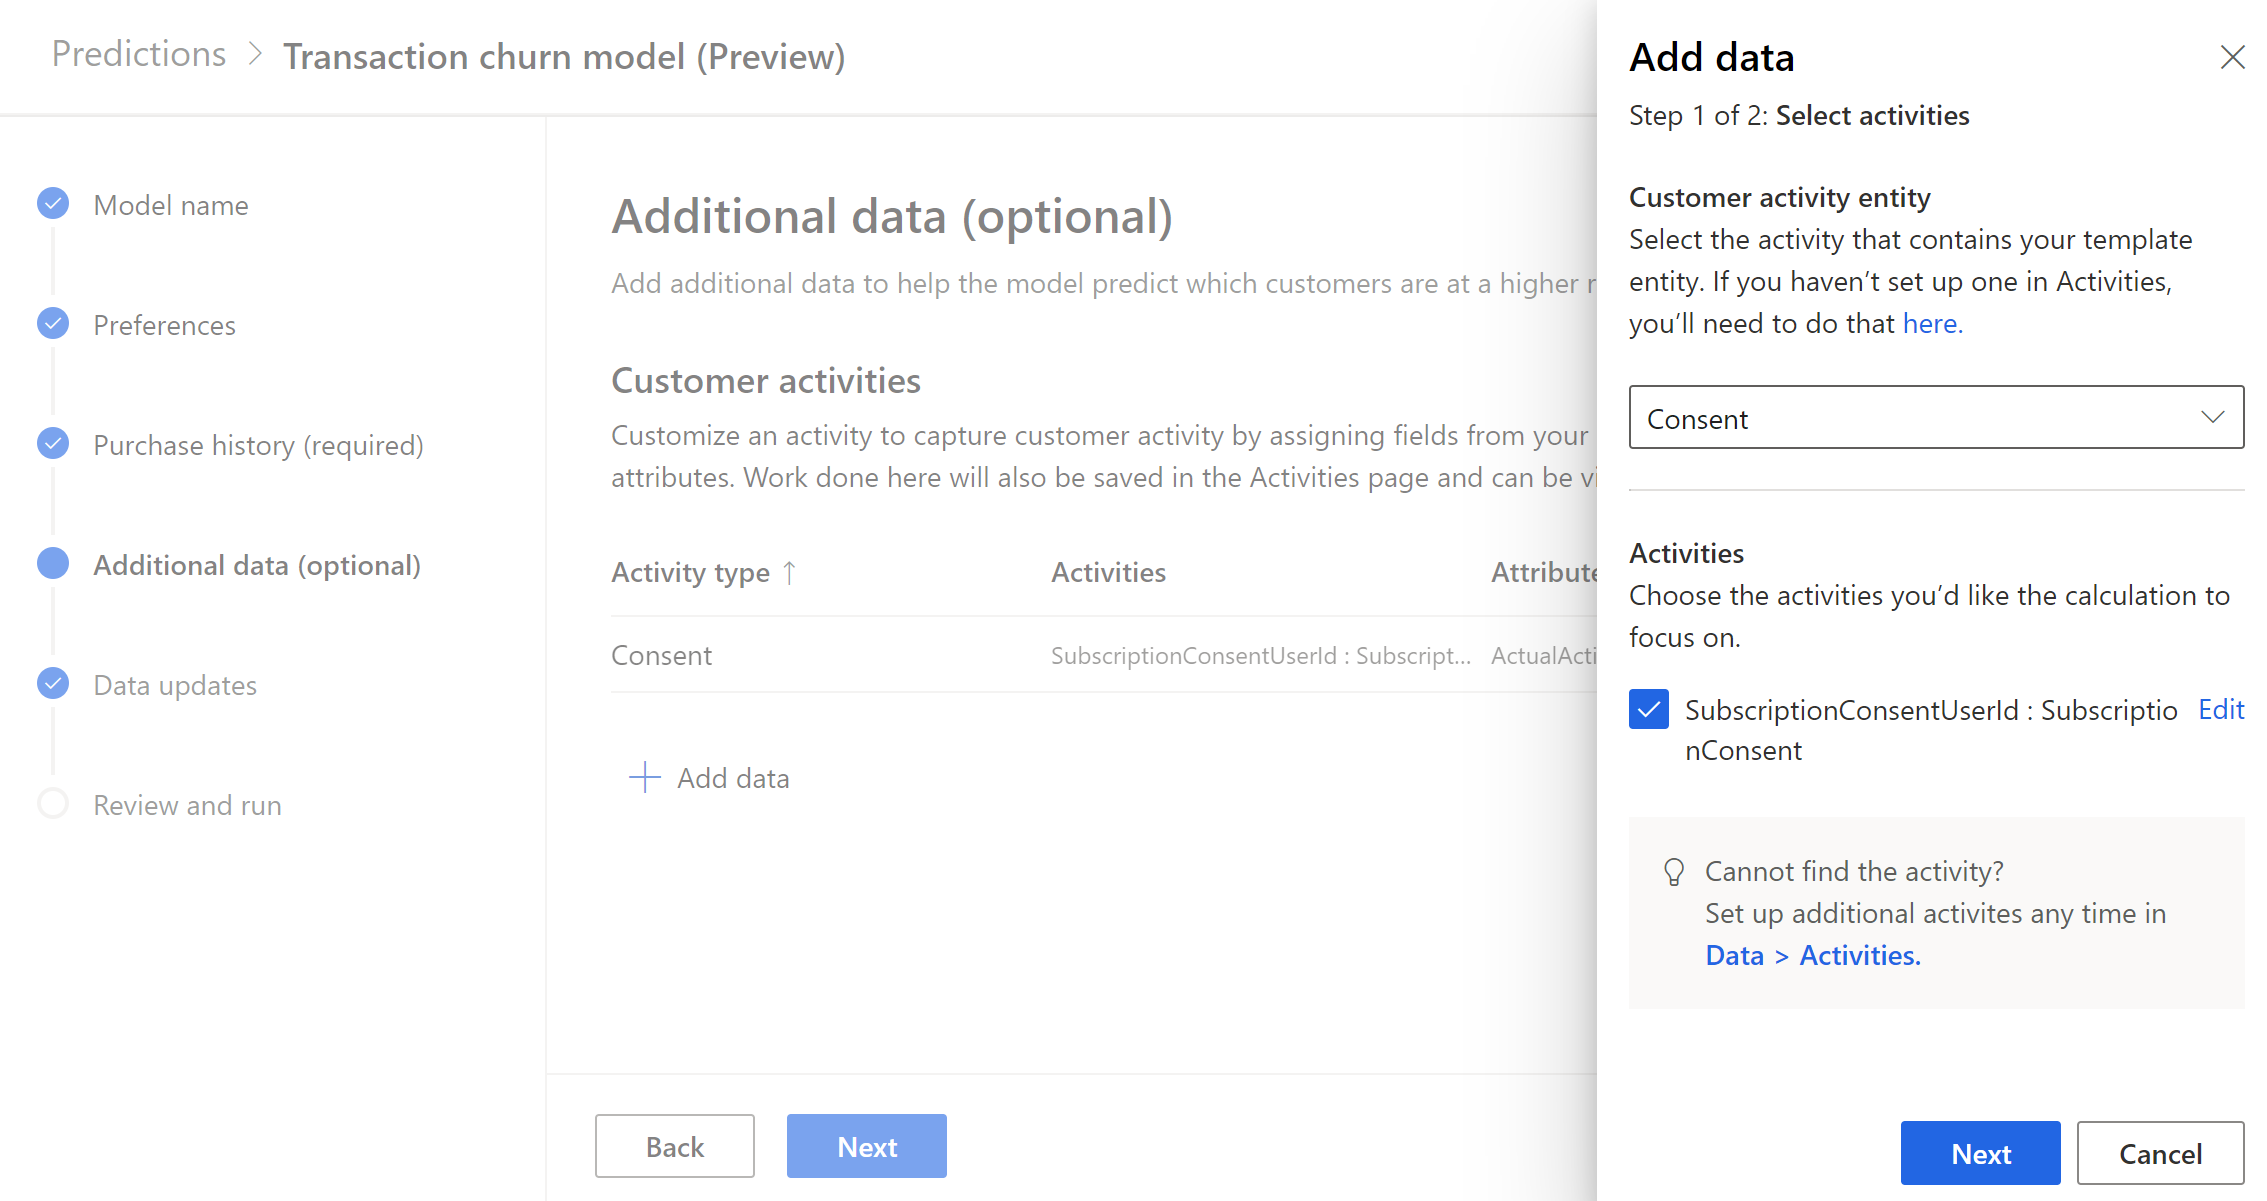 Predictions > Transaction churn model (Preview)
Model name
Preferences
Purchase history (required)
Additional data (optional)
Data updates
Review and run
Additional data (optional)
Add additional data to help the model predict which customers are at a higher
Customer activities
Customize an activity to capture customer activity by assigning fields from your
attributes. Work done here will also be saved in the Activities page and can be
Activity type ↑ Activities
Consent SubscriptionConsentUserId : Subscript...
Add data
Back
Next
Add data
Step 1 of 2: Select activities
Customer activity entity
Select the activity that contains your template
entity. If you haven’t set up one in Activities,
you’ll need to do that here.
Consent
Activities
Choose the activities you’d like the calculation to
focus on.
SubscriptionConsentUserId : Subscriptio Edit
nConsent
Cannot find the activity?
Set up additional activites any time in
Data > Activities.
Next
Cancel